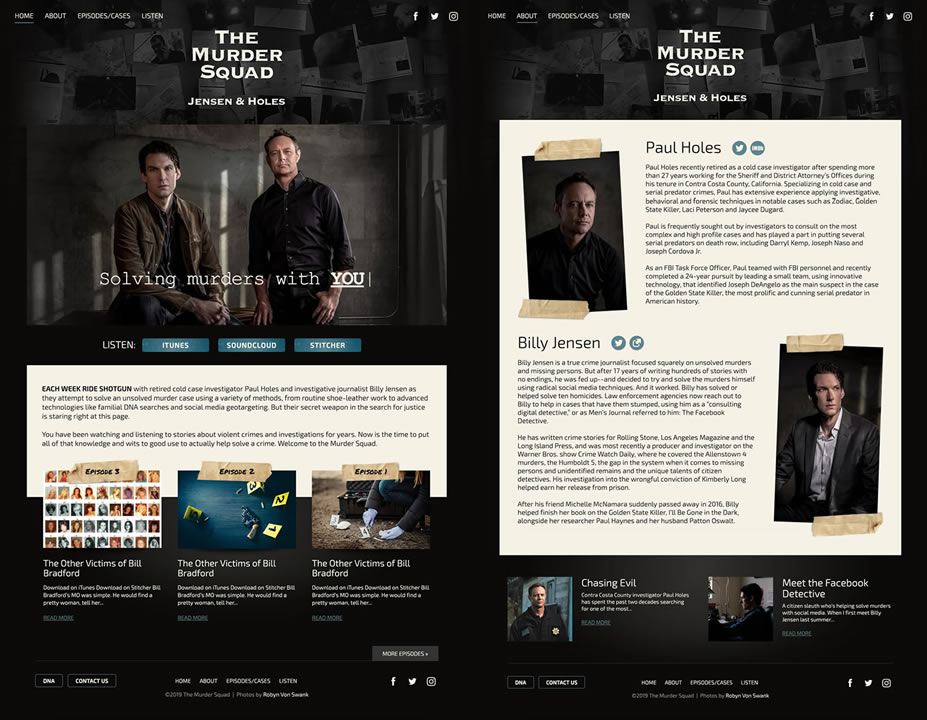 HOME ABOUT EPISODES/CASES LISTEN
THE
MURDER
SQUAD
JENSEN & HOLES
Solving murders with YOU|
LISTEN: ITUNES SOUNDCLOUD STITCHER
EACH WEEK RIDE SHOTGUN with retired cold case investigator Paul Holes and investigative journalist Billy Jensen as
they attempt to solve an unsolved murder case using a variety of methods, from routine shoe-leather work to advanced
technologies like familial DNA searches and social media geotargeting. But their secret weapon in the search for justice
is staring right at this page.
You have been watching and listening to stories about violent crimes and investigations for years. Now is the time to put
all of that knowledge and wits to good use to actually help solve a crime. Welcome to the Murder Squad.
EPISODE 3
The Other Victims of Bill
Bradford
Download on iTunes Download on Stitcher Bill
Bradford's MO was simple. He would find a
pretty woman, tell her...
READ MORE
EPISODE 2
The Other Victims of Bill
Bradford
Download on iTunes Download on Stitcher Bill
Bradford's MO was simple. He would find a
pretty woman, tell her...
READ MORE
EPISODE 1
The Other Victims of Bill
Bradford
Download on iTunes Download on Stitcher Bill
Bradford's MO was simple. He would find a
pretty woman, tell her...
READ MORE
MORE EPISODES »
DNA CONTACT US HOME ABOUT EPISODES/CASES LISTEN
©2019 The Murder Squad | Photos by Robyn Von Swank
HOME ABOUT EPISODES/CASES LISTEN
THE
MURDER
SQUAD
JENSEN & HOLES
Paul Holes IMDb
Paul Holes recently retired as a cold case investigator after spending more
than 27 years working for the Sheriff and District Attorney's Offices during
his tenure in Contra Costa County, California. Specializing in cold case and
serial predator crimes, Paul has extensive experience applying investigative,
behavioral and forensic techniques in notable cases such as Zodiac, Golden
State Killer, Laci Peterson and Jaycee Dugard.
Paul is frequently sought out by investigators to consult on the most
complex and high profile cases and has played a part in putting several
serial predators on death row, including Darryl Kemp, Joseph Naso and
Joseph Cordova Jr.
As an FBI Task Force Officer, Paul teamed with FBI personnel and recently
completed a 24-year pursuit by leading a small team, using innovative
technology, that identified Joseph DeAngelo as the main suspect in the case
of the Golden State Killer, the most prolific and cunning serial predator in
American history.
Billy Jensen
Billy Jensen is a true crime journalist focused squarely on unsolved murders
and missing persons. But after 17 years of writing hundreds of stories with
no endings, he was fed up--and decided to try and solve the murders himself
using radical social media techniques. And it worked. Billy has solved or
helped solve ten homicides. Law enforcement agencies now reach out to
Billy to help in cases that have them stumped, using him as a "consulting
digital detective," or as Men's Journal referred to him: The Facebook
Detective.
He has written crime stories for Rolling Stone, Los Angeles Magazine and the
Long Island Press, and was most recently a producer and investigator on the
Warner Bros. show Crime Watch Daily, where he covered the Allenstown 4
murders, the Humboldt 5, the gap in the system when it comes to missing
persons and undentified remains and the unique talents of citizen
detectives. His investigation into the wrongful conviction of Kimberly Long
helped earn her release from prison.
After his friend Michelle McNamara suddenly passed away in 2016, Billy
helped finish her book on the Golden State Killer, I'll Be Gone in the Dark,
alongside her researcher Paul Haynes and her husband Patton Oswalt.
Chasing Evil
Contra Costa County investigator Paul Holes
has spent the past two decades searching
for one of the most...
READ MORE
Meet the Facebook
Detective
A citizen sleuth who's helping solve murders
with social media. When I first meet Billy
Jensen last summer...
READ MORE
DNA CONTACT US HOME ABOUT EPISODES/CASES LISTEN
©2019 The Murder Squad | Photos by Robyn Von Swank